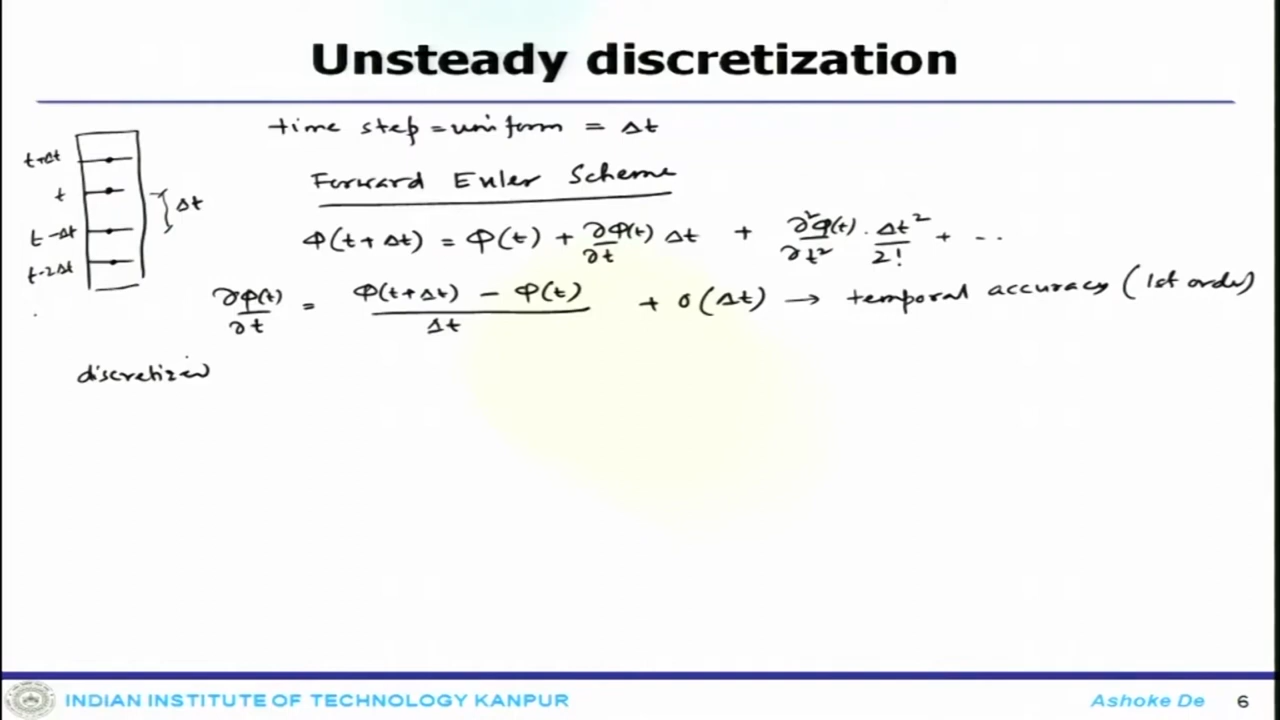 Unsteady discretization
time step = uniform = Δt
Forward Euler Scheme
t+Δt
t
t-Δt
t-2Δt
Δt
Φ(t+Δt) = Φ(t) + ∂Φ(t)/∂t Δt + ∂²Φ(t)/∂t² · Δt²/2! + ...
∂Φ(t)/∂t = Φ(t+Δt) - Φ(t)/Δt + O(Δt) → temporal accuracy (1st order)
discretized
INDIAN INSTITUTE OF TECHNOLOGY KANPUR
Ashoke De 6